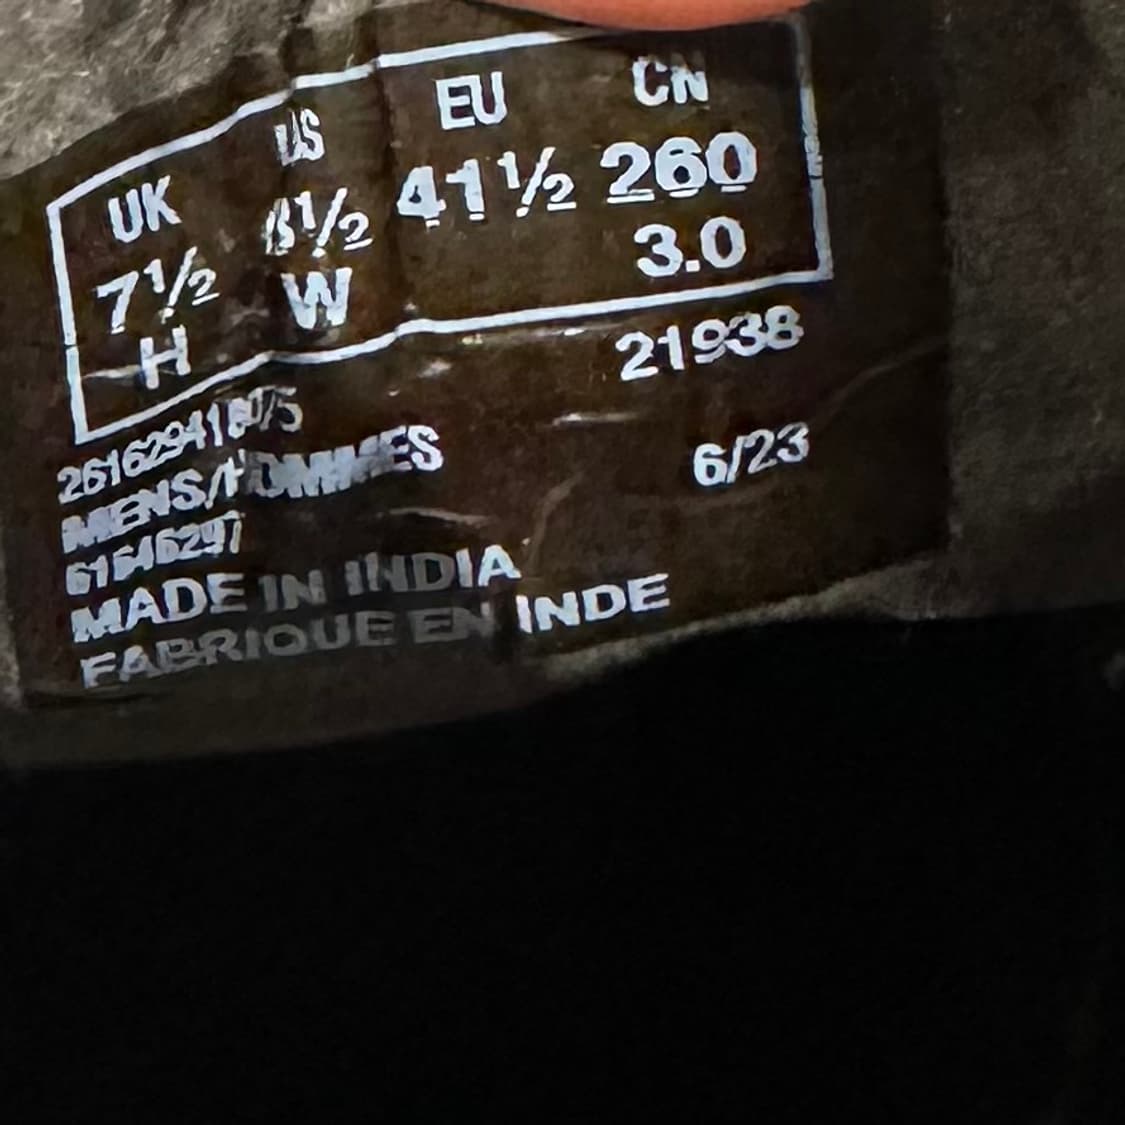 UK US EU CN
7½ 8½ 41½ 260
H W 3.0
21938
MENS/HOMMES 6/23
MADE IN INDIA
FABRIQUE EN INDE